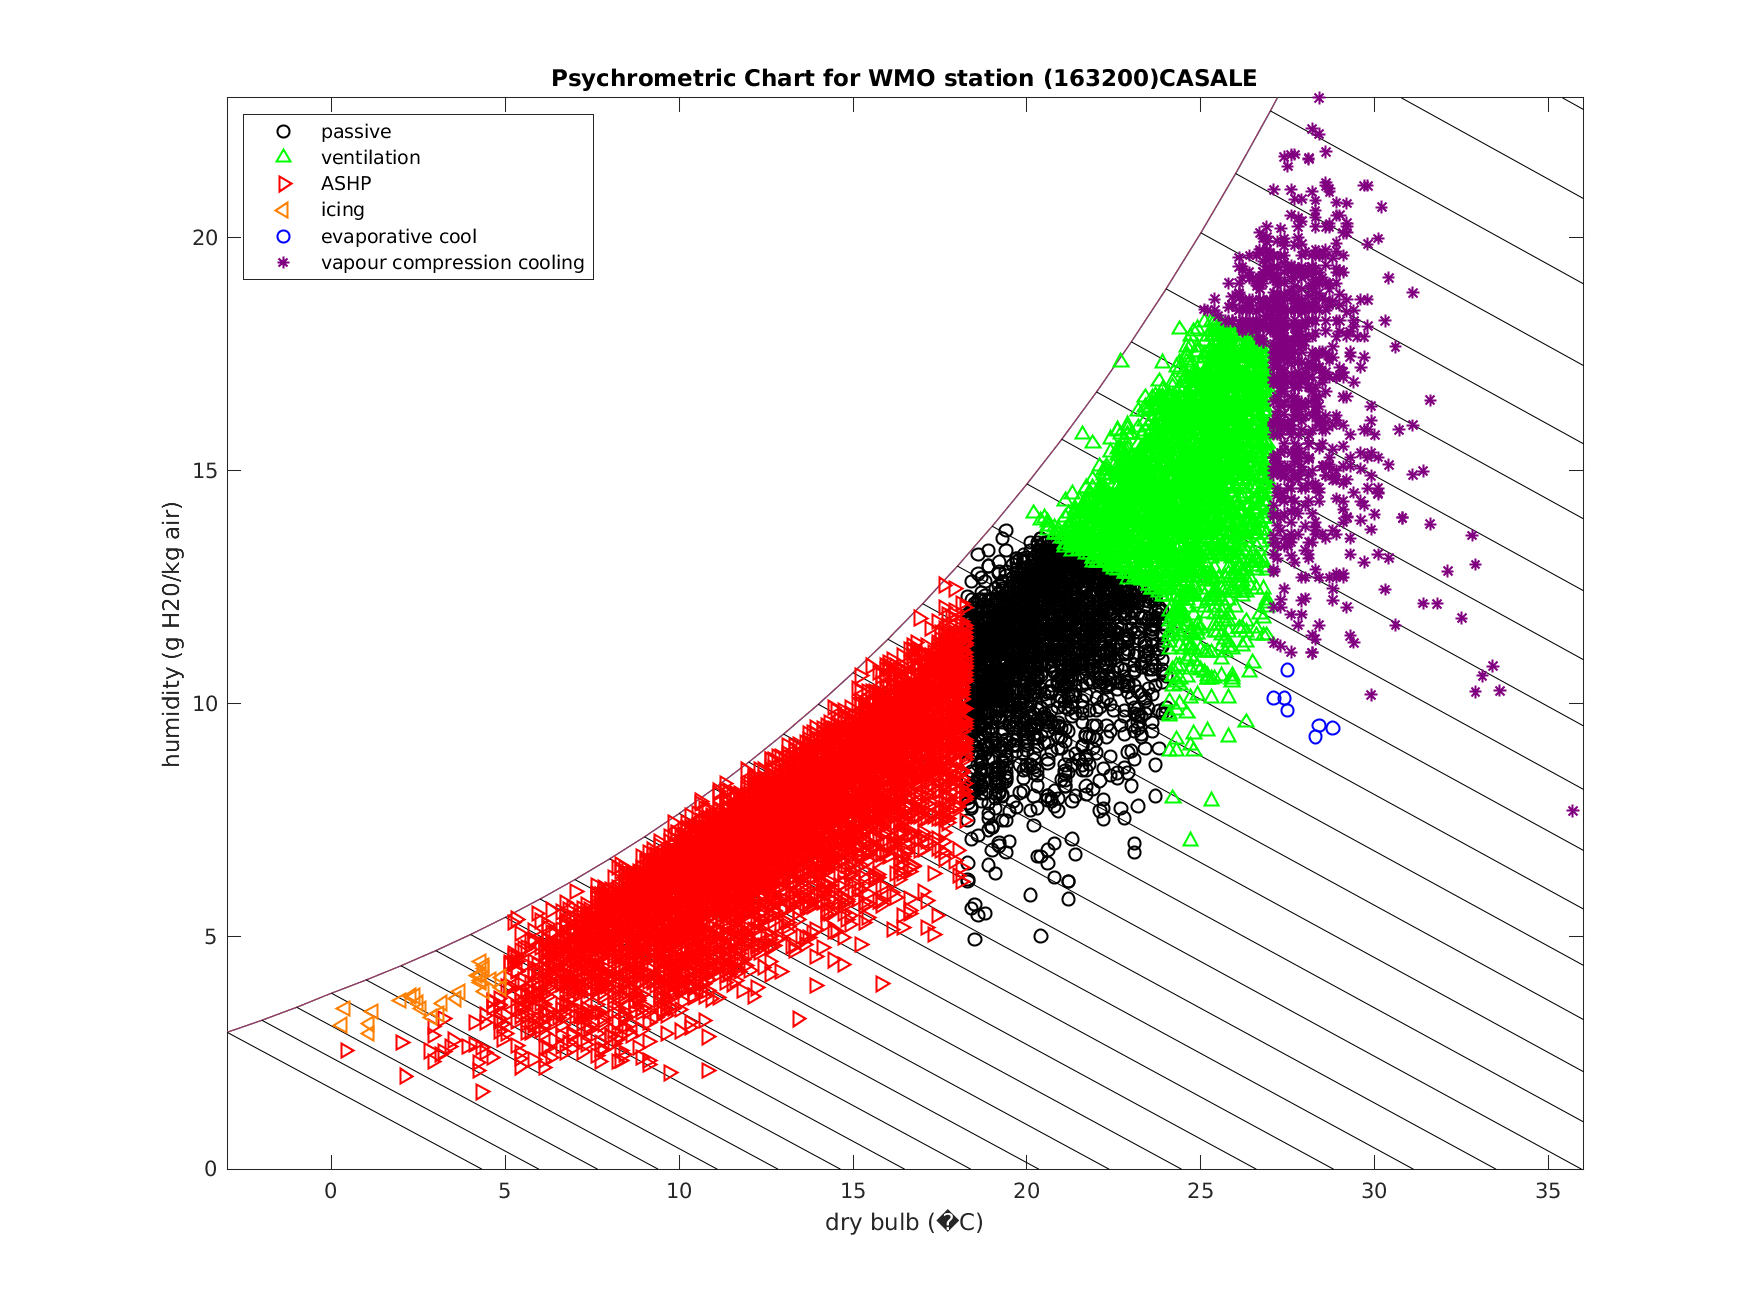 Psychrometric Chart for WMO station (163200)CASALE
passive
ventilation
ASHP
icing
evaporative cool
vapour compression cooling
humidity (g H20/kg air)
20
15
10
5
0
0 5 10 15 20 25 30 35
dry bulb (�C)